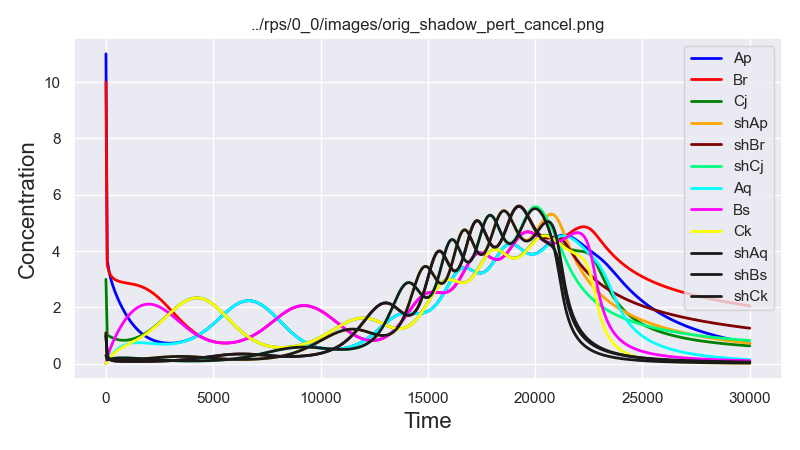 ../rps/0_0/images/orig_shadow_pert_cancel.png
Concentration
10
8
6
4
2
0
0
5000
10000
15000
20000
25000
30000
Time
Ap
Br
Cj
shAp
shBr
shCj
Aq
Bs
Ck
shAq
shBs
shCk